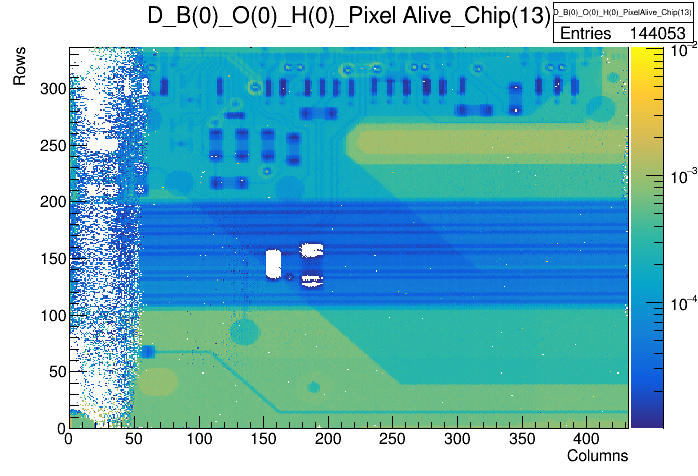 D_B(0)_O(0)_H(0)_Pixel Alive_Chip(13)
D_B(0)_O(0)_H(0)_PixelAlive_Chip(13)
Entries 144053
Rows
300
250
200
150
100
50
0
0 50 100 150 200 250 300 350 400
Columns
10⁻²
10⁻³
10⁻⁴